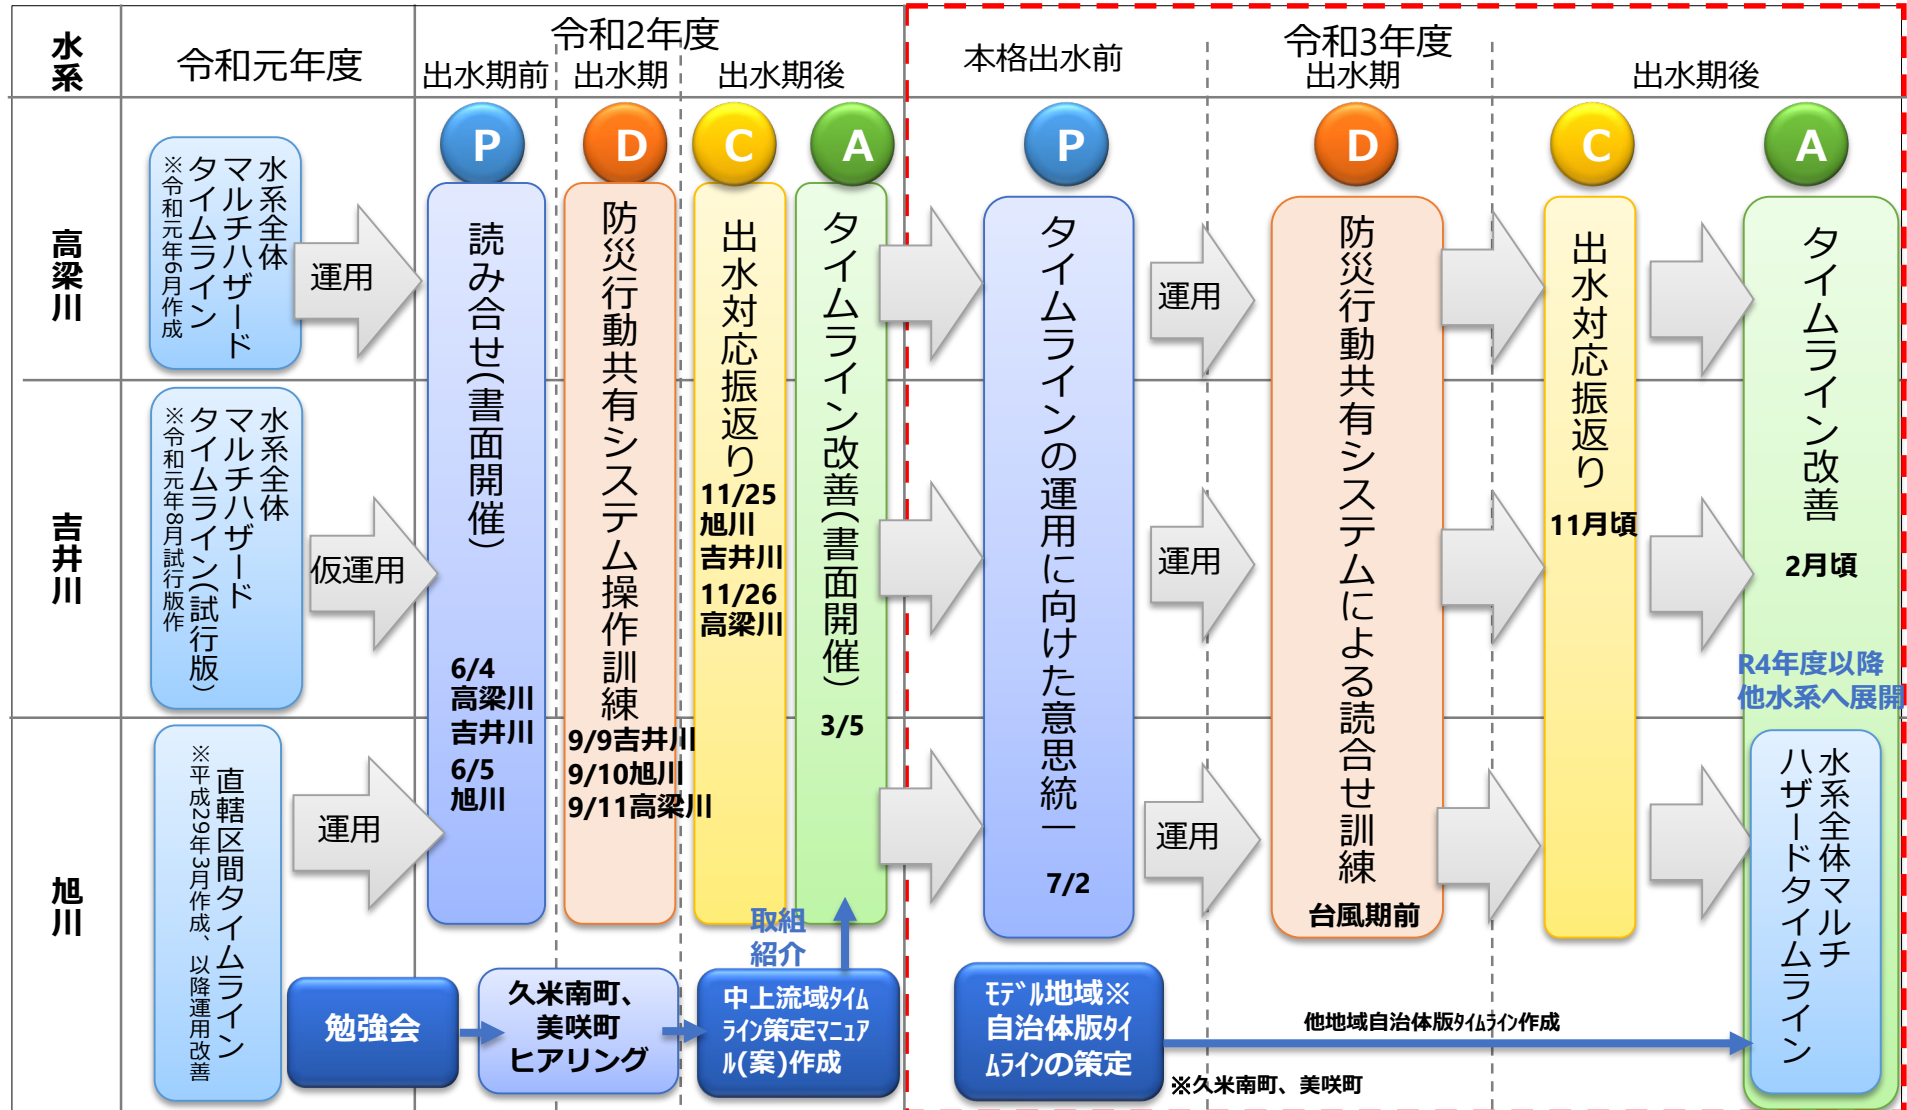 水系
令和元年度
令和2年度
出水期前
出水期
出水期後
令和3年度
本格出水前
出水期
出水期後
P
D
C
A
P
D
C
A
高梁川
吉井川
旭川
水系全体
マルチハザード
タイムライン
※令和元年6月作成
運用
水系全体
マルチハザード
タイムライン(試行版)
※令和元年8月試行版作
仮運用
直轄区間タイムライン
※平成29年3月作成、以降運用改善
運用
読み合せ(書面開催)
6/4
高梁川
吉井川
6/5
旭川
防災行動共有システム操作訓練
9/9吉井川
9/10旭川
9/11高梁川
出水対応振返り
11/25
旭川
吉井川
11/26
高梁川
タイムライン改善(書面開催)
3/5
タイムラインの運用に向けた意思統一
7/2
運用
運用
運用
防災行動共有システムによる読合せ訓練
台風期前
出水対応振返り
11月頃
タイムライン改善
2月頃
R4年度以降
他水系へ展開
水系全体マルチ
ハザードタイムライン
勉強会
久米南町、
美咲町
ヒアリング
取組
紹介
中上流域ﾀｲﾑ
ﾗｲﾝ策定マニュア
ﾙ(案)作成
ﾓﾃﾞﾙ地域※
自治体版ﾀｲ
ﾑﾗｲﾝの策定
他地域自治体版ﾀｲﾑﾗｲﾝ作成
※久米南町、美咲町